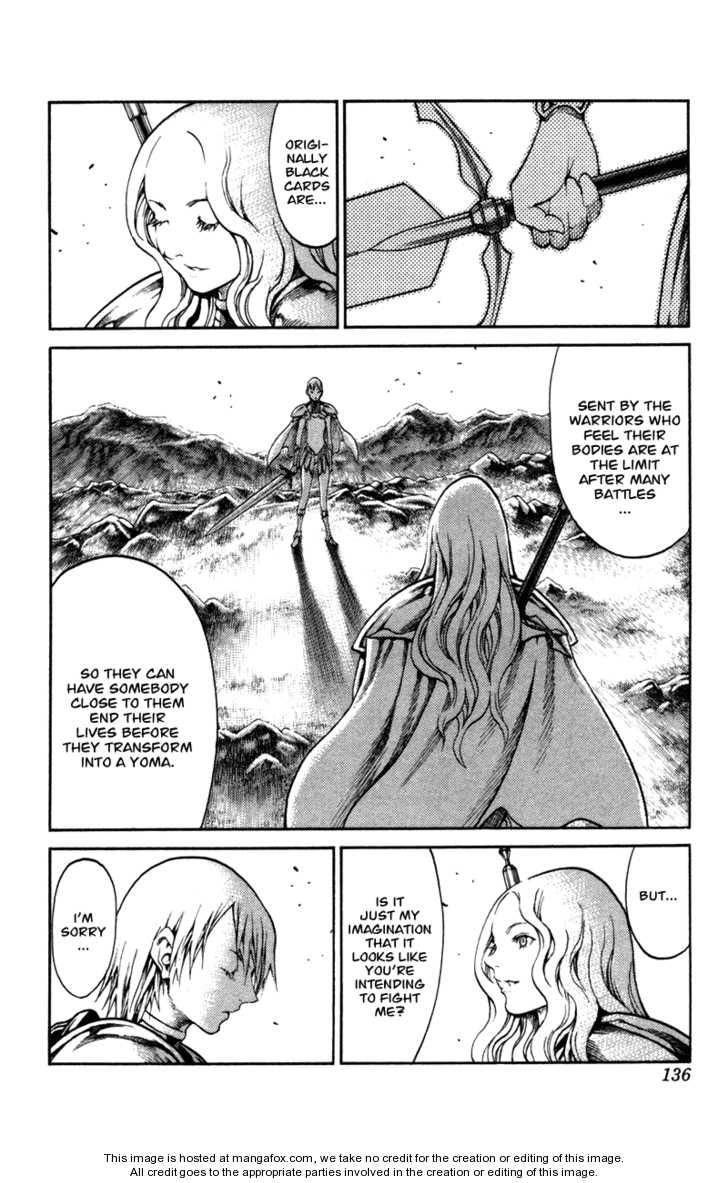 ORIGI-
NALLY
BLACK
CARDS
ARE...
SENT BY THE
WARRIORS WHO
FEEL THEIR
BODIES ARE AT
THE LIMIT
AFTER MANY
BATTLES
...
SO THEY CAN
HAVE SOMEBODY
CLOSE TO THEM
END THEIR
LIVES BEFORE
THEY TRANSFORM
INTO A YOMA.
BUT...
IS IT
JUST MY
IMAGINATION
THAT IT
LOOKS LIKE
YOU'RE
INTENDING
TO FIGHT
ME?
I'M
SORRY
...
136
This image is hosted at mangafox.com, we take no credit for the creation or editing of this image.
All credit goes to the appropriate parties involved in the creation or editing of this image.